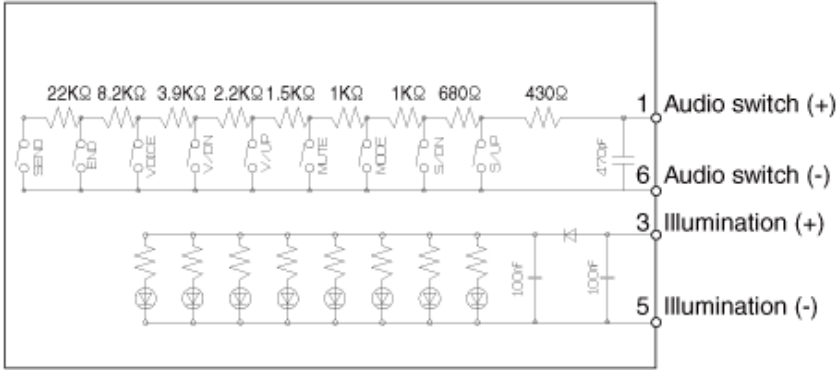 22KΩ 8.2KΩ 3.9KΩ 2.2KΩ 1.5KΩ 1KΩ 1KΩ 680Ω 430Ω
1 Audio switch (+)
SEND END VOICE V/DN V/UP MUTE MODE S/DN S/UP 470pF
6 Audio switch (-)
3 Illumination (+)
100nF 100nF
5 Illumination (-)